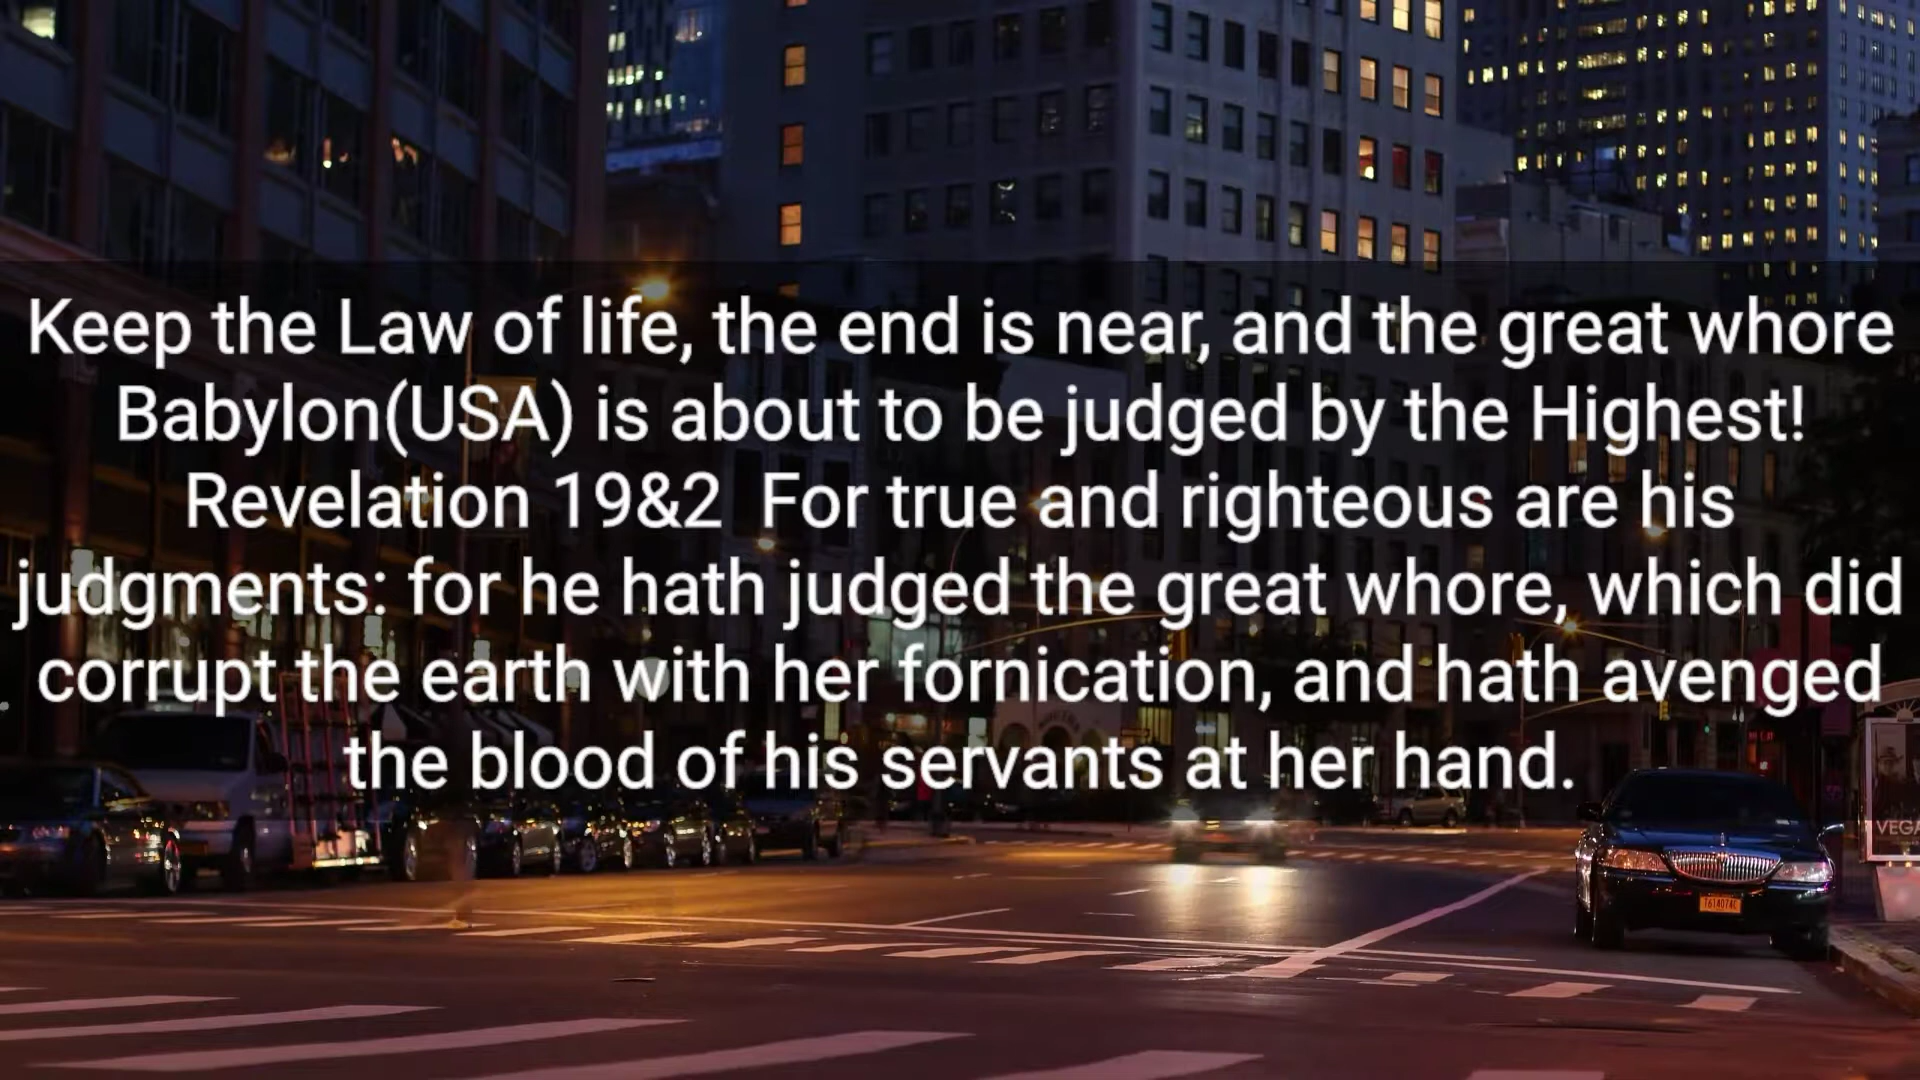 Keep the Law of life, the end is near, and the great whore
Babylon(USA) is about to be judged by the Highest!
Revelation 19&2  For true and righteous are his
judgments: for he hath judged the great whore, which did
corrupt the earth with her fornication, and hath avenged
the blood of his servants at her hand.
VEGA